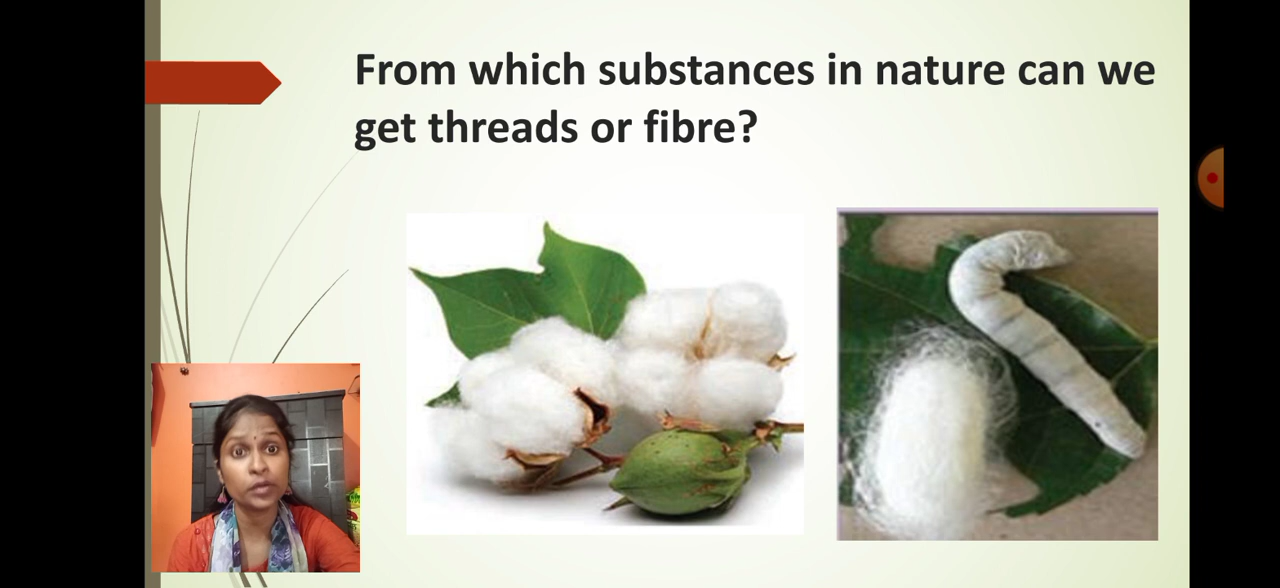 From which substances in nature can we
get threads or fibre?